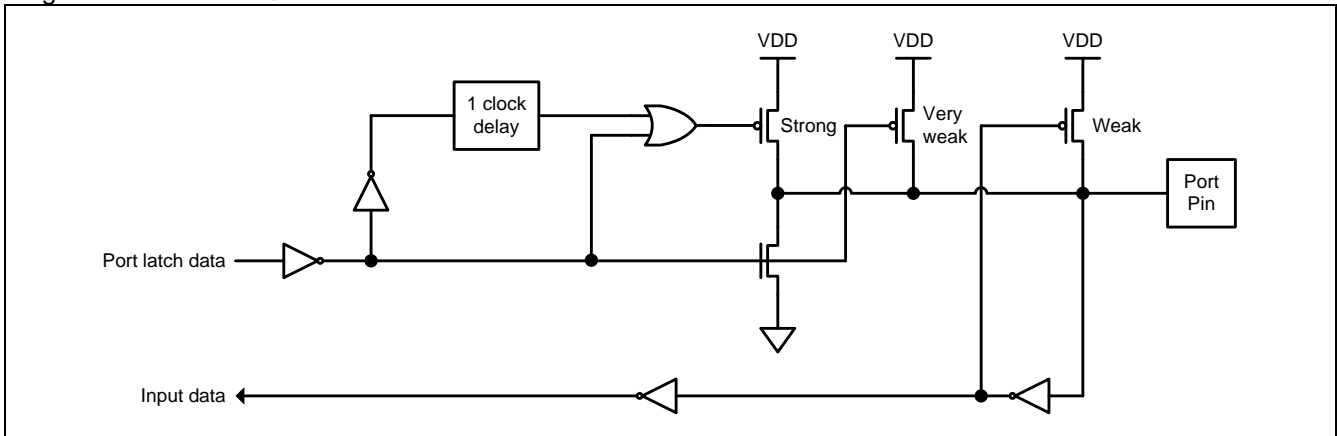 VDD
VDD
VDD
1 clock
delay
Strong
Very
weak
Weak
Port
Pin
Port latch data
Input data